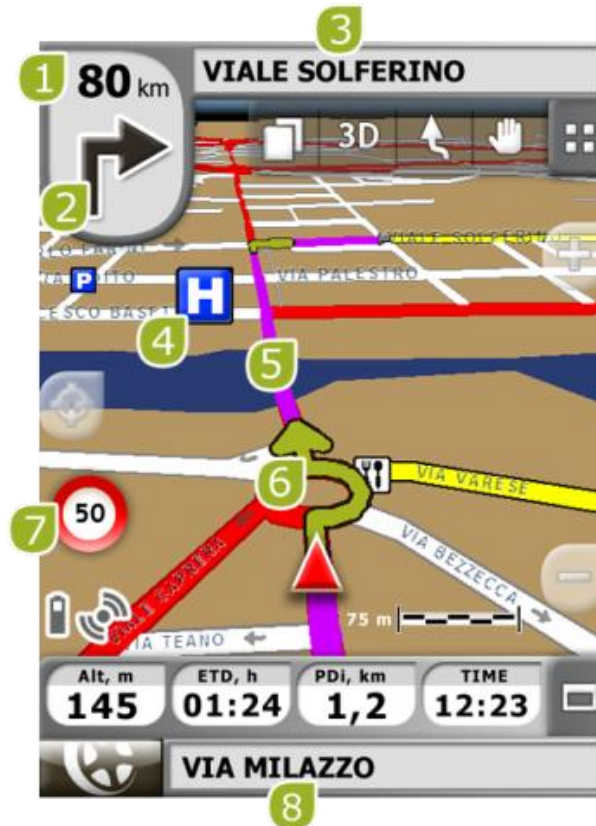 3
1
80 km
VIALE SOLFERINO
3D
2
VIALE SOLFERIN
P
VIA PALESTRO
H
4
5
6
VIA VARESE
7
50
VIA BEZZECCA
75 m
VIA TEANO
Alt, m
145
ETD, h
01:24
PDi, km
1,2
TIME
12:23
VIA MILAZZO
8